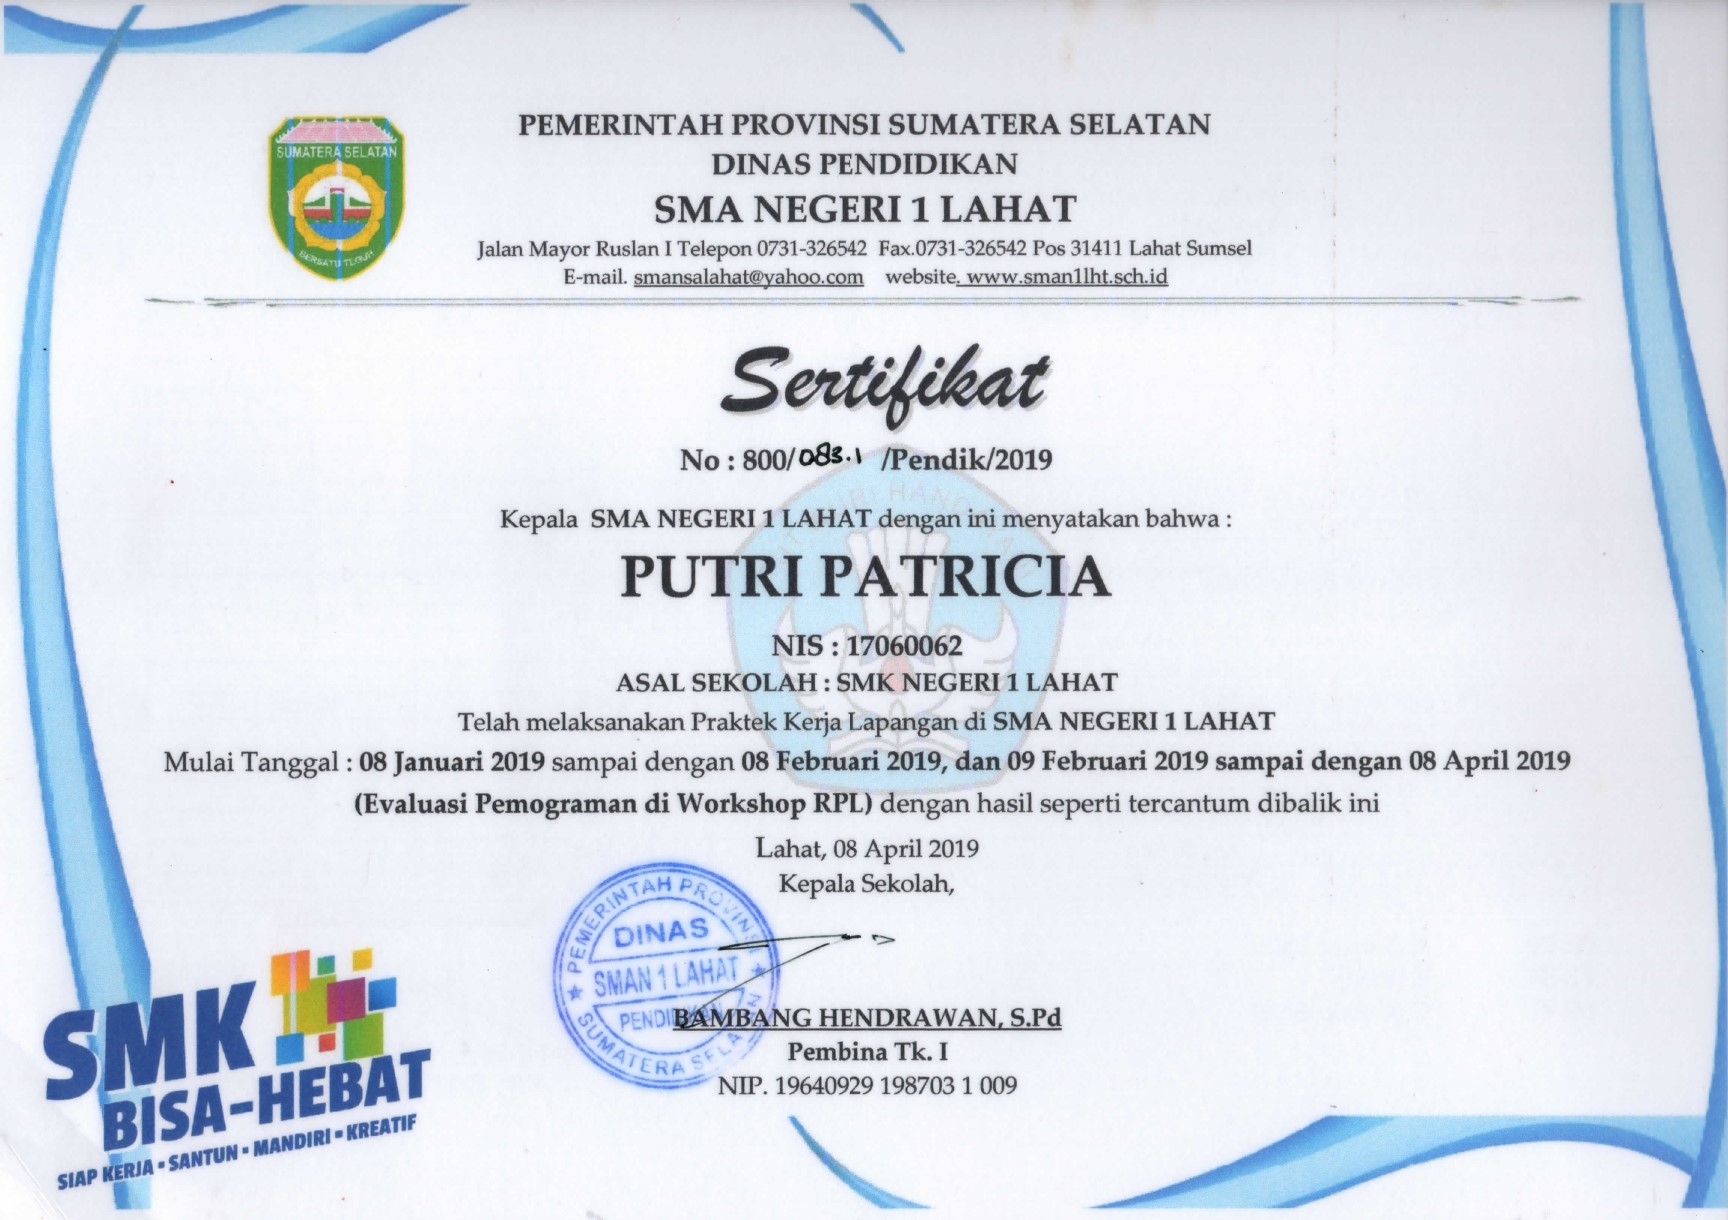 SUMATERA SELATAN
BERSATU TEGUH
PEMERINTAH PROVINSI SUMATERA SELATAN
DINAS PENDIDIKAN
SMA NEGERI 1 LAHAT
Jalan Mayor Ruslan I Telepon 0731-326542 Fax.0731-326542 Pos 31411 Lahat Sumsel
E-mail. smansalahat@yahoo.com website. www.sman1lht.sch.id
Sertifikat
No : 800/083.1 /Pendik/2019
Kepala SMA NEGERI 1 LAHAT dengan ini menyatakan bahwa :
PUTRI PATRICIA
NIS : 17060062
ASAL SEKOLAH : SMK NEGERI 1 LAHAT
Telah melaksanakan Praktek Kerja Lapangan di SMA NEGERI 1 LAHAT
Mulai Tanggal : 08 Januari 2019 sampai dengan 08 Februari 2019, dan 09 Februari 2019 sampai dengan 08 April 2019
(Evaluasi Pemograman di Workshop RPL) dengan hasil seperti tercantum dibalik ini
Lahat, 08 April 2019
Kepala Sekolah,
PEMERINTAH PROVINSI
DINAS
SMAN 1 LAHAT
PENDIDIKAN
SUMATERA SELATAN
BAMBANG HENDRAWAN, S.Pd
Pembina Tk. I
NIP. 19640929 198703 1 009
SMK
BISA-HEBAT
SIAP KERJA • SANTUN • MANDIRI • KREATIF